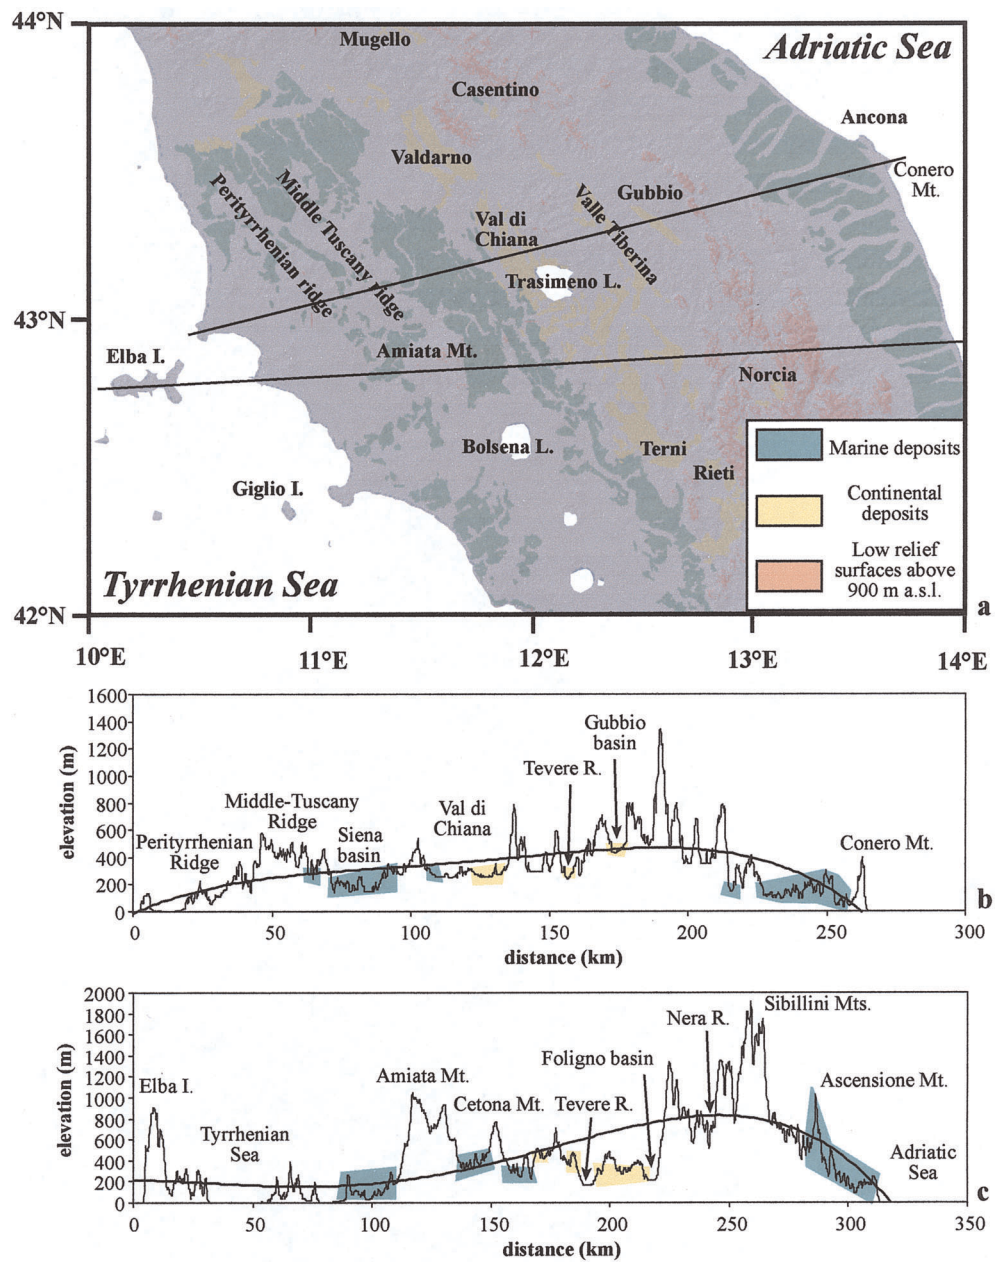 44°N
Mugello
Adriatic Sea
Casentino
Ancona
Valdarno
Conero
Mt.
Perityrrhenian ridge
Middle Tuscany ridge
Valle Tiberina
Gubbio
Val di
Chiana
Trasimeno L.
43°N
Elba I.
Amiata Mt.
Norcia
Bolsena L.
Terni
Rieti
Giglio I.
Marine deposits
Continental
deposits
Low relief
surfaces above
900 m a.s.l.
Tyrrhenian Sea
42°N
a
10°E
11°E
12°E
13°E
14°E
1600
1400
1200
1000
800
600
400
200
0
elevation (m)
Gubbio
basin
Tevere R.
Middle-Tuscany
Ridge
Perityrrhenian
Ridge
Siena
basin
Val di
Chiana
Conero Mt.
b
0
50
100
150
200
250
300
distance (km)
2000
1800
1600
1400
1200
1000
800
600
400
200
0
elevation (m)
Sibillini Mts.
Nera R.
Foligno basin
Elba I.
Amiata Mt.
Ascensione Mt.
Cetona Mt.
Tevere R.
Tyrrhenian
Sea
Adriatic
Sea
c
0
50
100
150
200
250
300
350
distance (km)